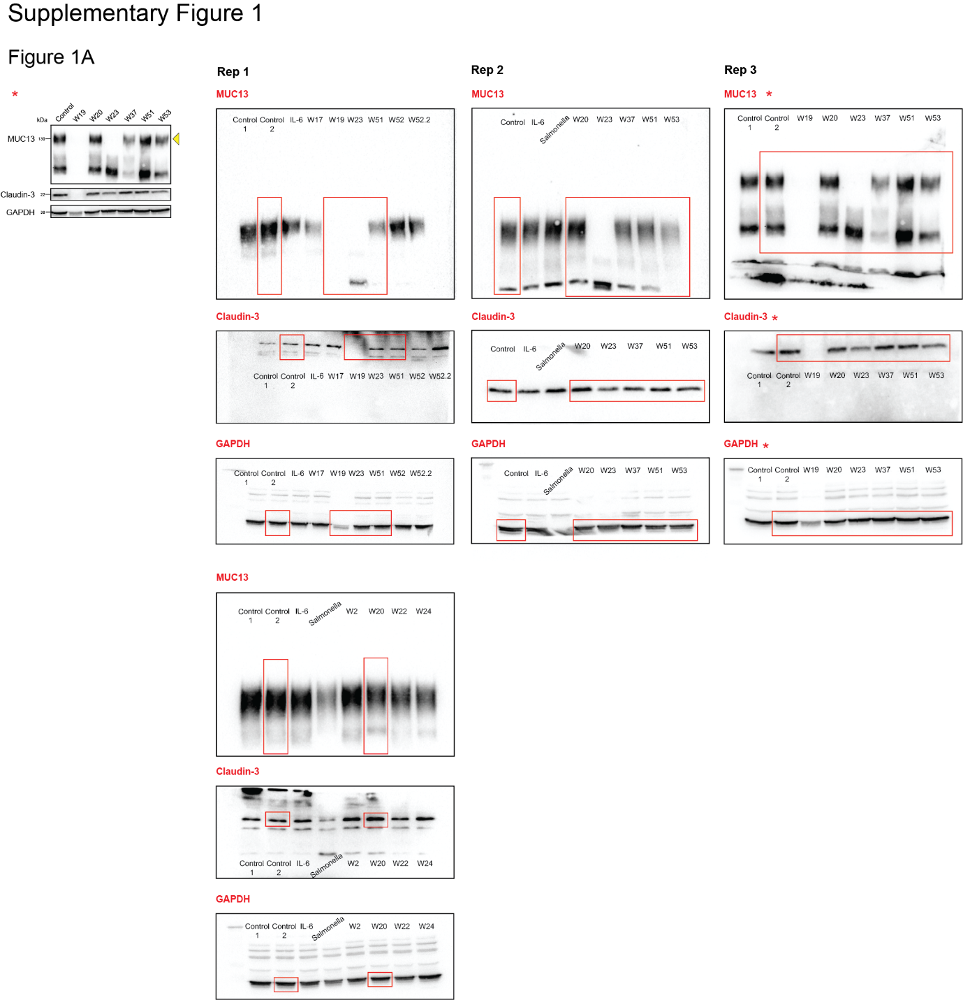 Supplementary Figure 1
Figure 1A
*
Control W19 W20 W23 W37 W51 W53
kDa
MUC13 130
Claudin-3 22
GAPDH 38
Rep 1
MUC13
Control 1 Control 2 IL-6 W17 W19 W23 W51 W52 W52.2
Claudin-3
Control 1 Control 2 IL-6 W17 W19 W23 W51 W52 W52.2
GAPDH
Control 1 Control 2 IL-6 W17 W19 W23 W51 W52 W52.2
MUC13
Control 1 Control 2 IL-6 Salmonella W2 W20 W22 W24
Claudin-3
Control 1 Control 2 IL-6 Salmonella W2 W20 W22 W24
GAPDH
Control 1 Control 2 IL-6 Salmonella W2 W20 W22 W24
Rep 2
MUC13
Control IL-6 Salmonella W20 W23 W37 W51 W53
Claudin-3
Control IL-6 Salmonella W20 W23 W37 W51 W53
GAPDH
Control IL-6 Salmonella W20 W23 W37 W51 W53
Rep 3
MUC13 *
Control 1 Control 2 W19 W20 W23 W37 W51 W53
Claudin-3 *
Control 1 Control 2 W19 W20 W23 W37 W51 W53
GAPDH *
Control 1 Control 2 W19 W20 W23 W37 W51 W53